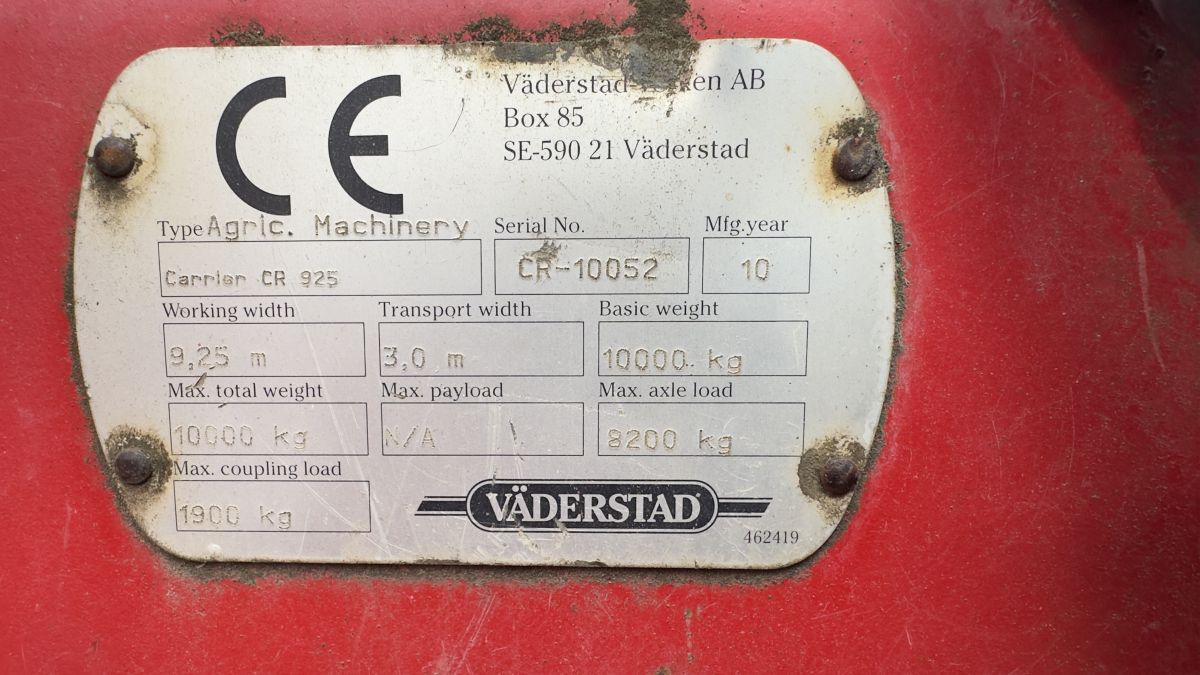 CE
Väderstad-Verken AB
Box 85
SE-590 21 Väderstad
Type Agric. Machinery Serial No. Mfg.year
Carrier CR 925 CR-10052 10
Working width Transport width Basic weight
9,25 m 3,0 m 10000 kg
Max. total weight Max. payload Max. axle load
10000 kg N/A 8200 kg
Max. coupling load
1900 kg
VÄDERSTAD
462419